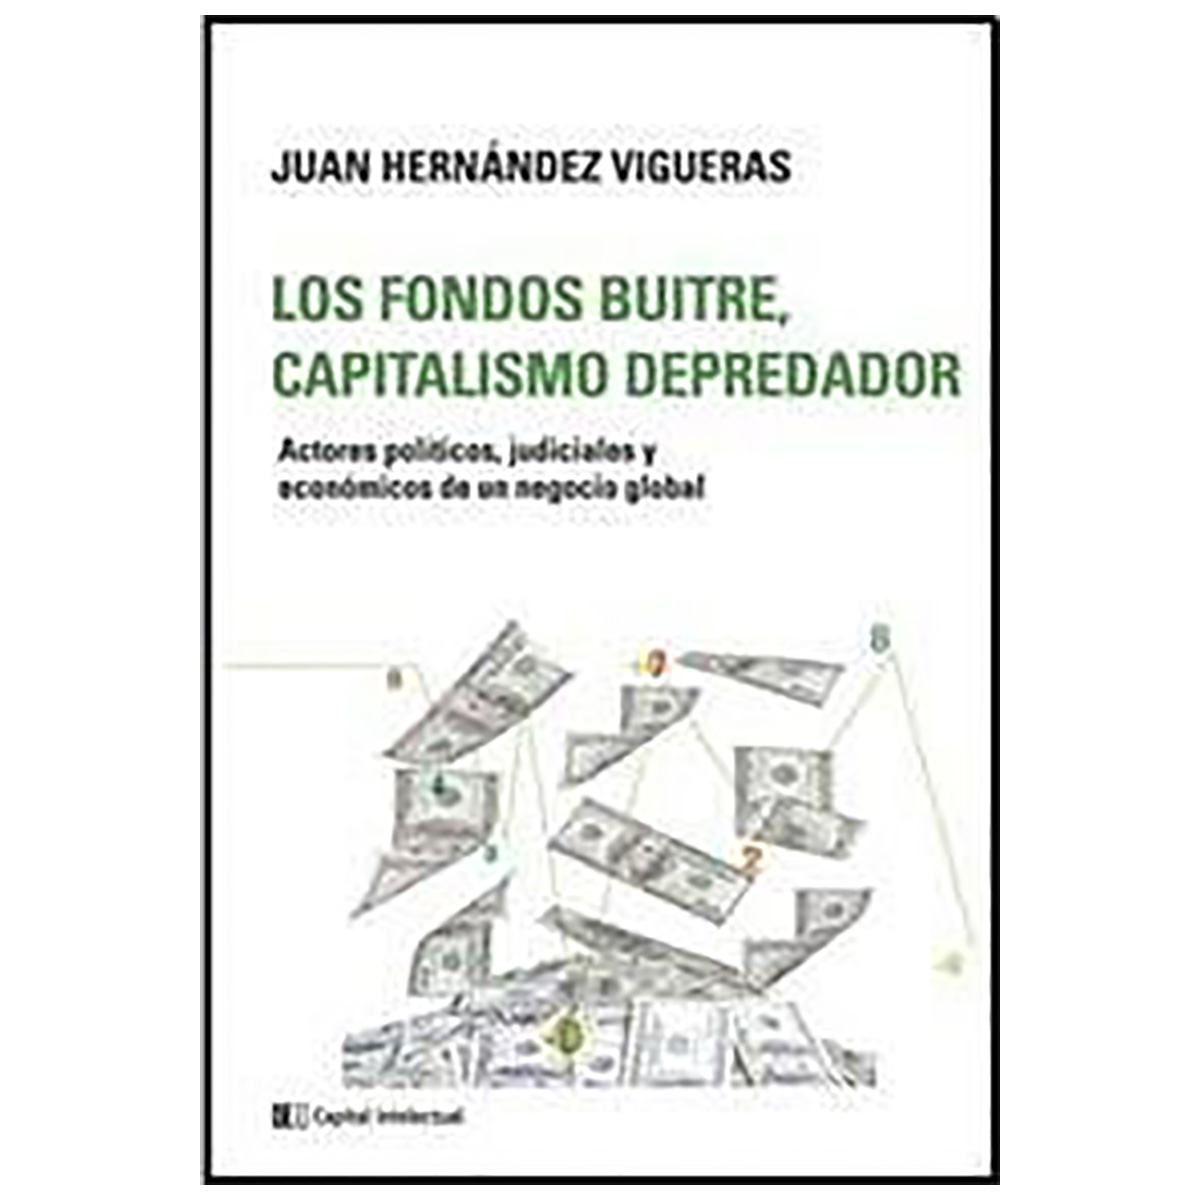 JUAN HERNÁNDEZ VIGUERAS
LOS FONDOS BUITRE,
CAPITALISMO DEPREDADOR
Actores políticos, judiciales y
económicos de un negocio global
Capital Intelectual